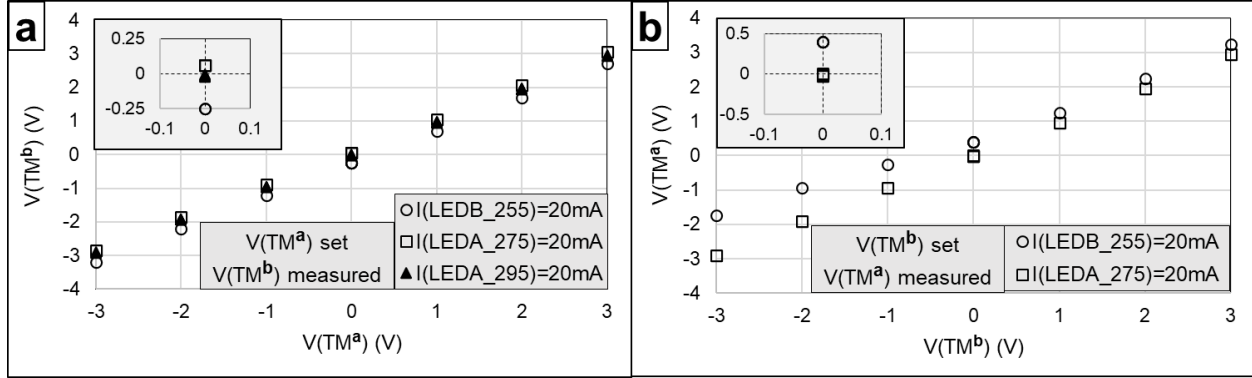 a
4
3
2
1
0
-1
-2
-3
-4
V(TMᵇ) (V)
0.25
0
-0.25
-0.1
0
0.1
V(TMᵃ) set
V(TMᵇ) measured
I(LEDB_255)=20mA
I(LEDA_275)=20mA
I(LEDA_295)=20mA
-3
-2
-1
0
1
2
3
V(TMᵃ) (V)
b
4
3
2
1
0
-1
-2
-3
-4
V(TMᵃ) (V)
0.5
0
-0.5
-0.1
0
0.1
V(TMᵇ) set
V(TMᵃ) measured
I(LEDB_255)=20mA
I(LEDA_275)=20mA
-3
-2
-1
0
1
2
3
V(TMᵇ) (V)